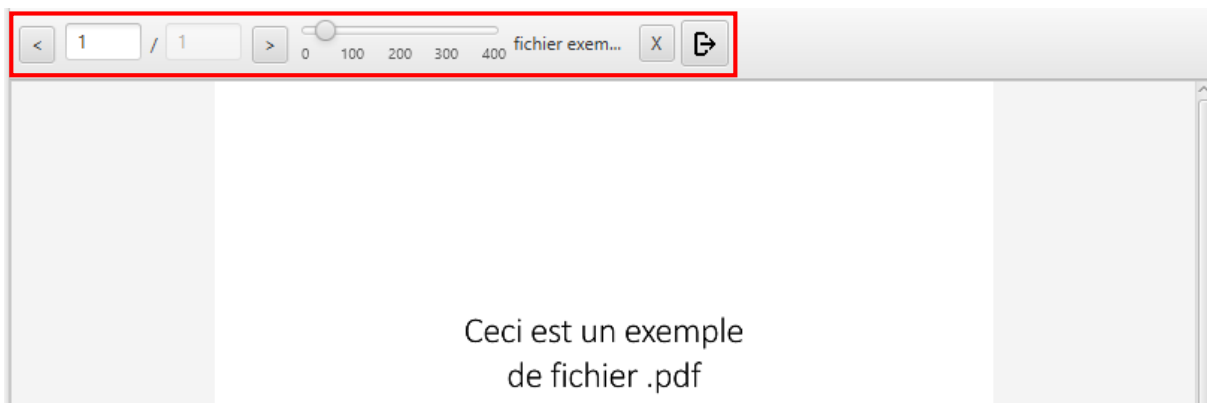 < 1 / 1 > 0 100 200 300 400 fichier exem... X
Ceci est un exemple
de fichier .pdf